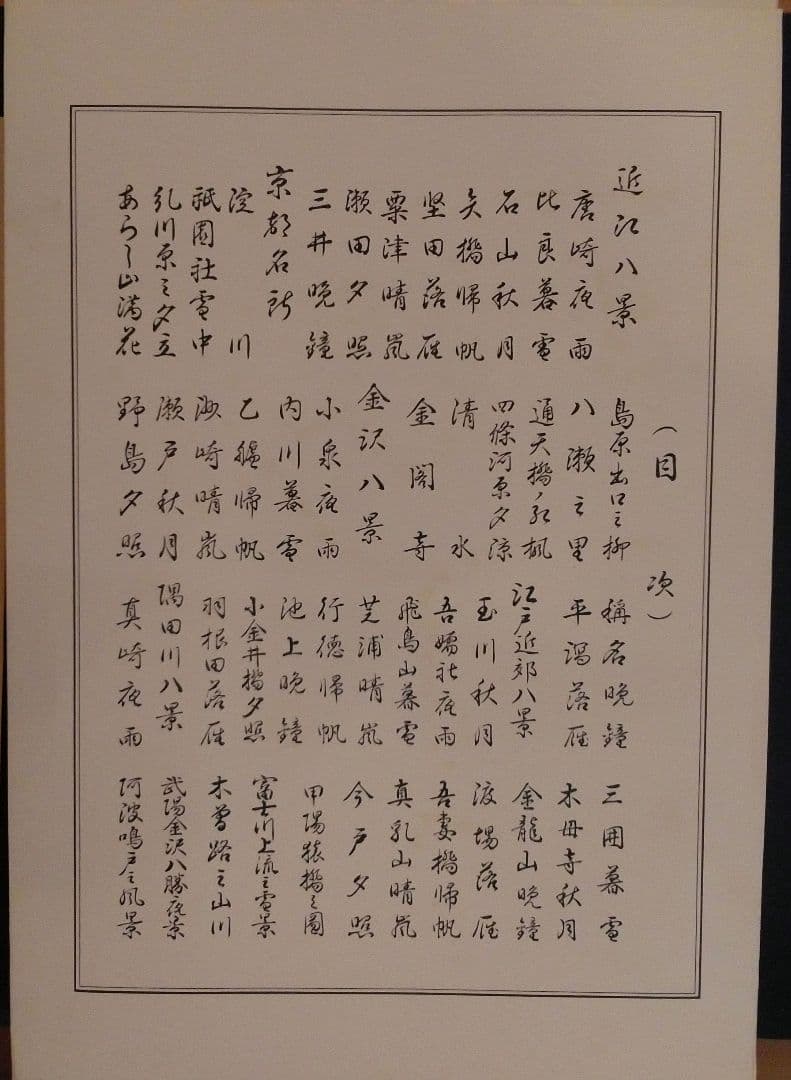 （目次）
近江八景
唐崎夜雨
比良暮雪
石山秋月
矢橋帰帆
堅田落雁
粟津晴嵐
瀬田夕照
三井晩鐘
京都名所
淀川
祇園社雪中
糺川原之夕立
あらし山満花
島原出口之柳
八瀬之里
通天橋ノ紅楓
四條河原夕涼
清水
金閣寺
金沢八景
小泉夜雨
内川暮雪
乙艫帰帆
洲崎晴嵐
瀬戸秋月
野島夕照
称名晩鐘
平潟落雁
江戸近郊八景
玉川秋月
吾嬬社夜雨
飛鳥山暮雪
芝浦晴嵐
行徳帰帆
池上晩鐘
小金井橋夕照
羽根田落雁
隅田川八景
真崎夜雨
三囲暮雪
木母寺秋月
金龍山晩鐘
渡場落雁
吾妻橋帰帆
真乳山晴嵐
今戸夕照
甲陽猿橋之図
富士川上流之雪景
木曽路之山川
武陽金沢八勝夜景
阿波鳴戸之風景